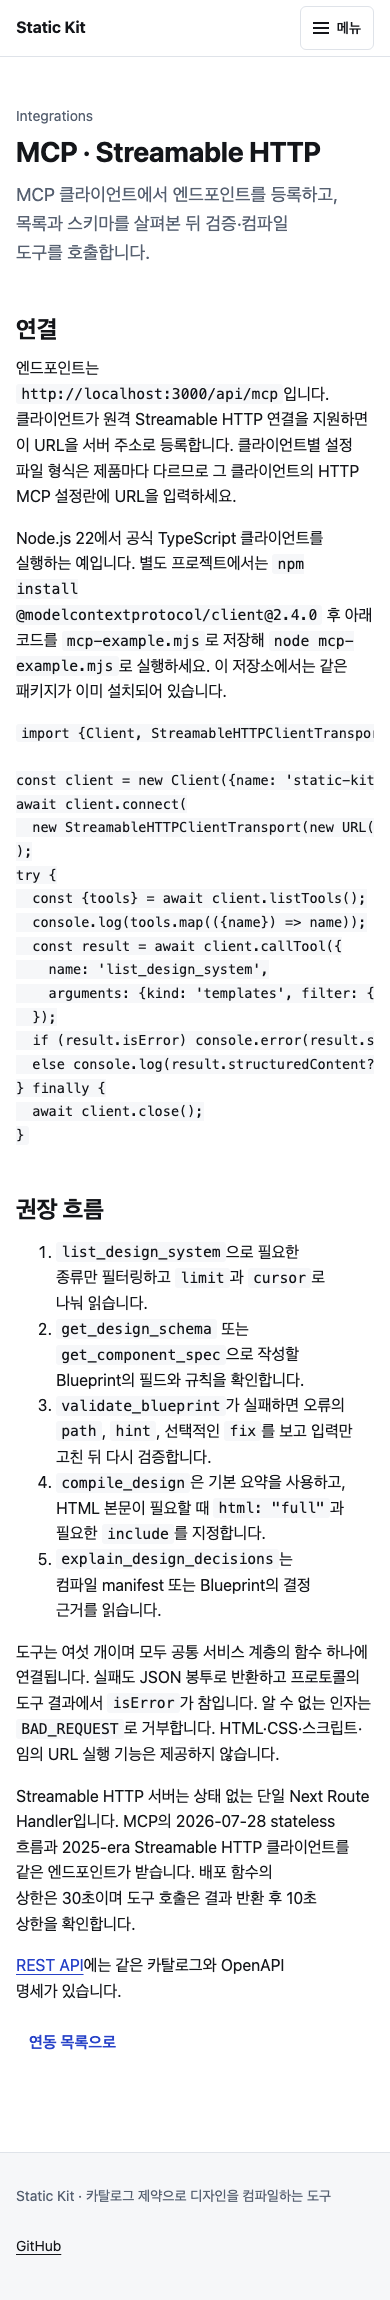 Static Kit
메뉴
Integrations
MCP · Streamable HTTP
MCP 클라이언트에서 엔드포인트를 등록하고,
목록과 스키마를 살펴본 뒤 검증·컴파일
도구를 호출합니다.
연결
엔드포인트는
http://localhost:3000/api/mcp 입니다.
클라이언트가 원격 Streamable HTTP 연결을 지원하면
이 URL을 서버 주소로 등록합니다. 클라이언트별 설정
파일 형식은 제품마다 다르므로 그 클라이언트의 HTTP
MCP 설정란에 URL을 입력하세요.
Node.js 22에서 공식 TypeScript 클라이언트를
실행하는 예입니다. 별도 프로젝트에서는 npm
install
@modelcontextprotocol/client@2.4.0 후 아래
코드를 mcp-example.mjs 로 저장해 node mcp-
example.mjs 로 실행하세요. 이 저장소에서는 같은
패키지가 이미 설치되어 있습니다.
import {Client, StreamableHTTPClientTranspor
const client = new Client({name: 'static-kit
await client.connect(
  new StreamableHTTPClientTransport(new URL(
);
try {
  const {tools} = await client.listTools();
  console.log(tools.map(({name}) => name));
  const result = await client.callTool({
    name: 'list_design_system',
    arguments: {kind: 'templates', filter: {
  });
  if (result.isError) console.error(result.s
  else console.log(result.structuredContent?
} finally {
  await client.close();
}
권장 흐름
1. list_design_system 으로 필요한
종류만 필터링하고 limit 과 cursor 로
나눠 읽습니다.
2. get_design_schema 또는
get_component_spec 으로 작성할
Blueprint의 필드와 규칙을 확인합니다.
3. validate_blueprint 가 실패하면 오류의
path , hint , 선택적인 fix 를 보고 입력만
고친 뒤 다시 검증합니다.
4. compile_design 은 기본 요약을 사용하고,
HTML 본문이 필요할 때 html: "full" 과
필요한 include 를 지정합니다.
5. explain_design_decisions 는
컴파일 manifest 또는 Blueprint의 결정
근거를 읽습니다.
도구는 여섯 개이며 모두 공통 서비스 계층의 함수 하나에
연결됩니다. 실패도 JSON 봉투로 반환하고 프로토콜의
도구 결과에서 isError 가 참입니다. 알 수 없는 인자는
BAD_REQUEST 로 거부합니다. HTML·CSS·스크립트·
임의 URL 실행 기능은 제공하지 않습니다.
Streamable HTTP 서버는 상태 없는 단일 Next Route
Handler입니다. MCP의 2026-07-28 stateless
흐름과 2025-era Streamable HTTP 클라이언트를
같은 엔드포인트가 받습니다. 배포 함수의
상한은 30초이며 도구 호출은 결과 반환 후 10초
상한을 확인합니다.
REST API에는 같은 카탈로그와 OpenAPI
명세가 있습니다.
연동 목록으로
Static Kit · 카탈로그 제약으로 디자인을 컴파일하는 도구
GitHub